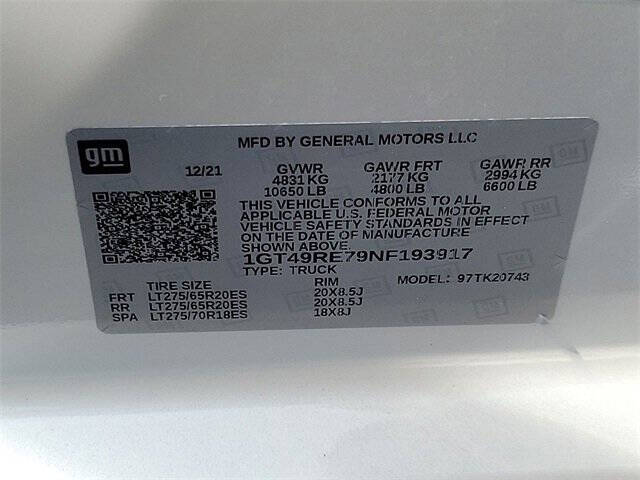 gm
MFD BY GENERAL MOTORS LLC
12/21 GVWR GAWR FRT GAWR RR
4831 KG 2177 KG 2994 KG
10650 LB 4800 LB 6600 LB
THIS VEHICLE CONFORMS TO ALL
APPLICABLE U.S. FEDERAL MOTOR
VEHICLE SAFETY STANDARDS IN EFFECT
ON THE DATE OF MANUFACTURE
SHOWN ABOVE.
1GT49RE79NF193917
TYPE: TRUCK MODEL: 97TK20743
TIRE SIZE RIM
FRT LT275/65R20ES 20X8.5J
RR LT275/65R20ES 20X8.5J
SPA LT275/70R18ES 18X8J